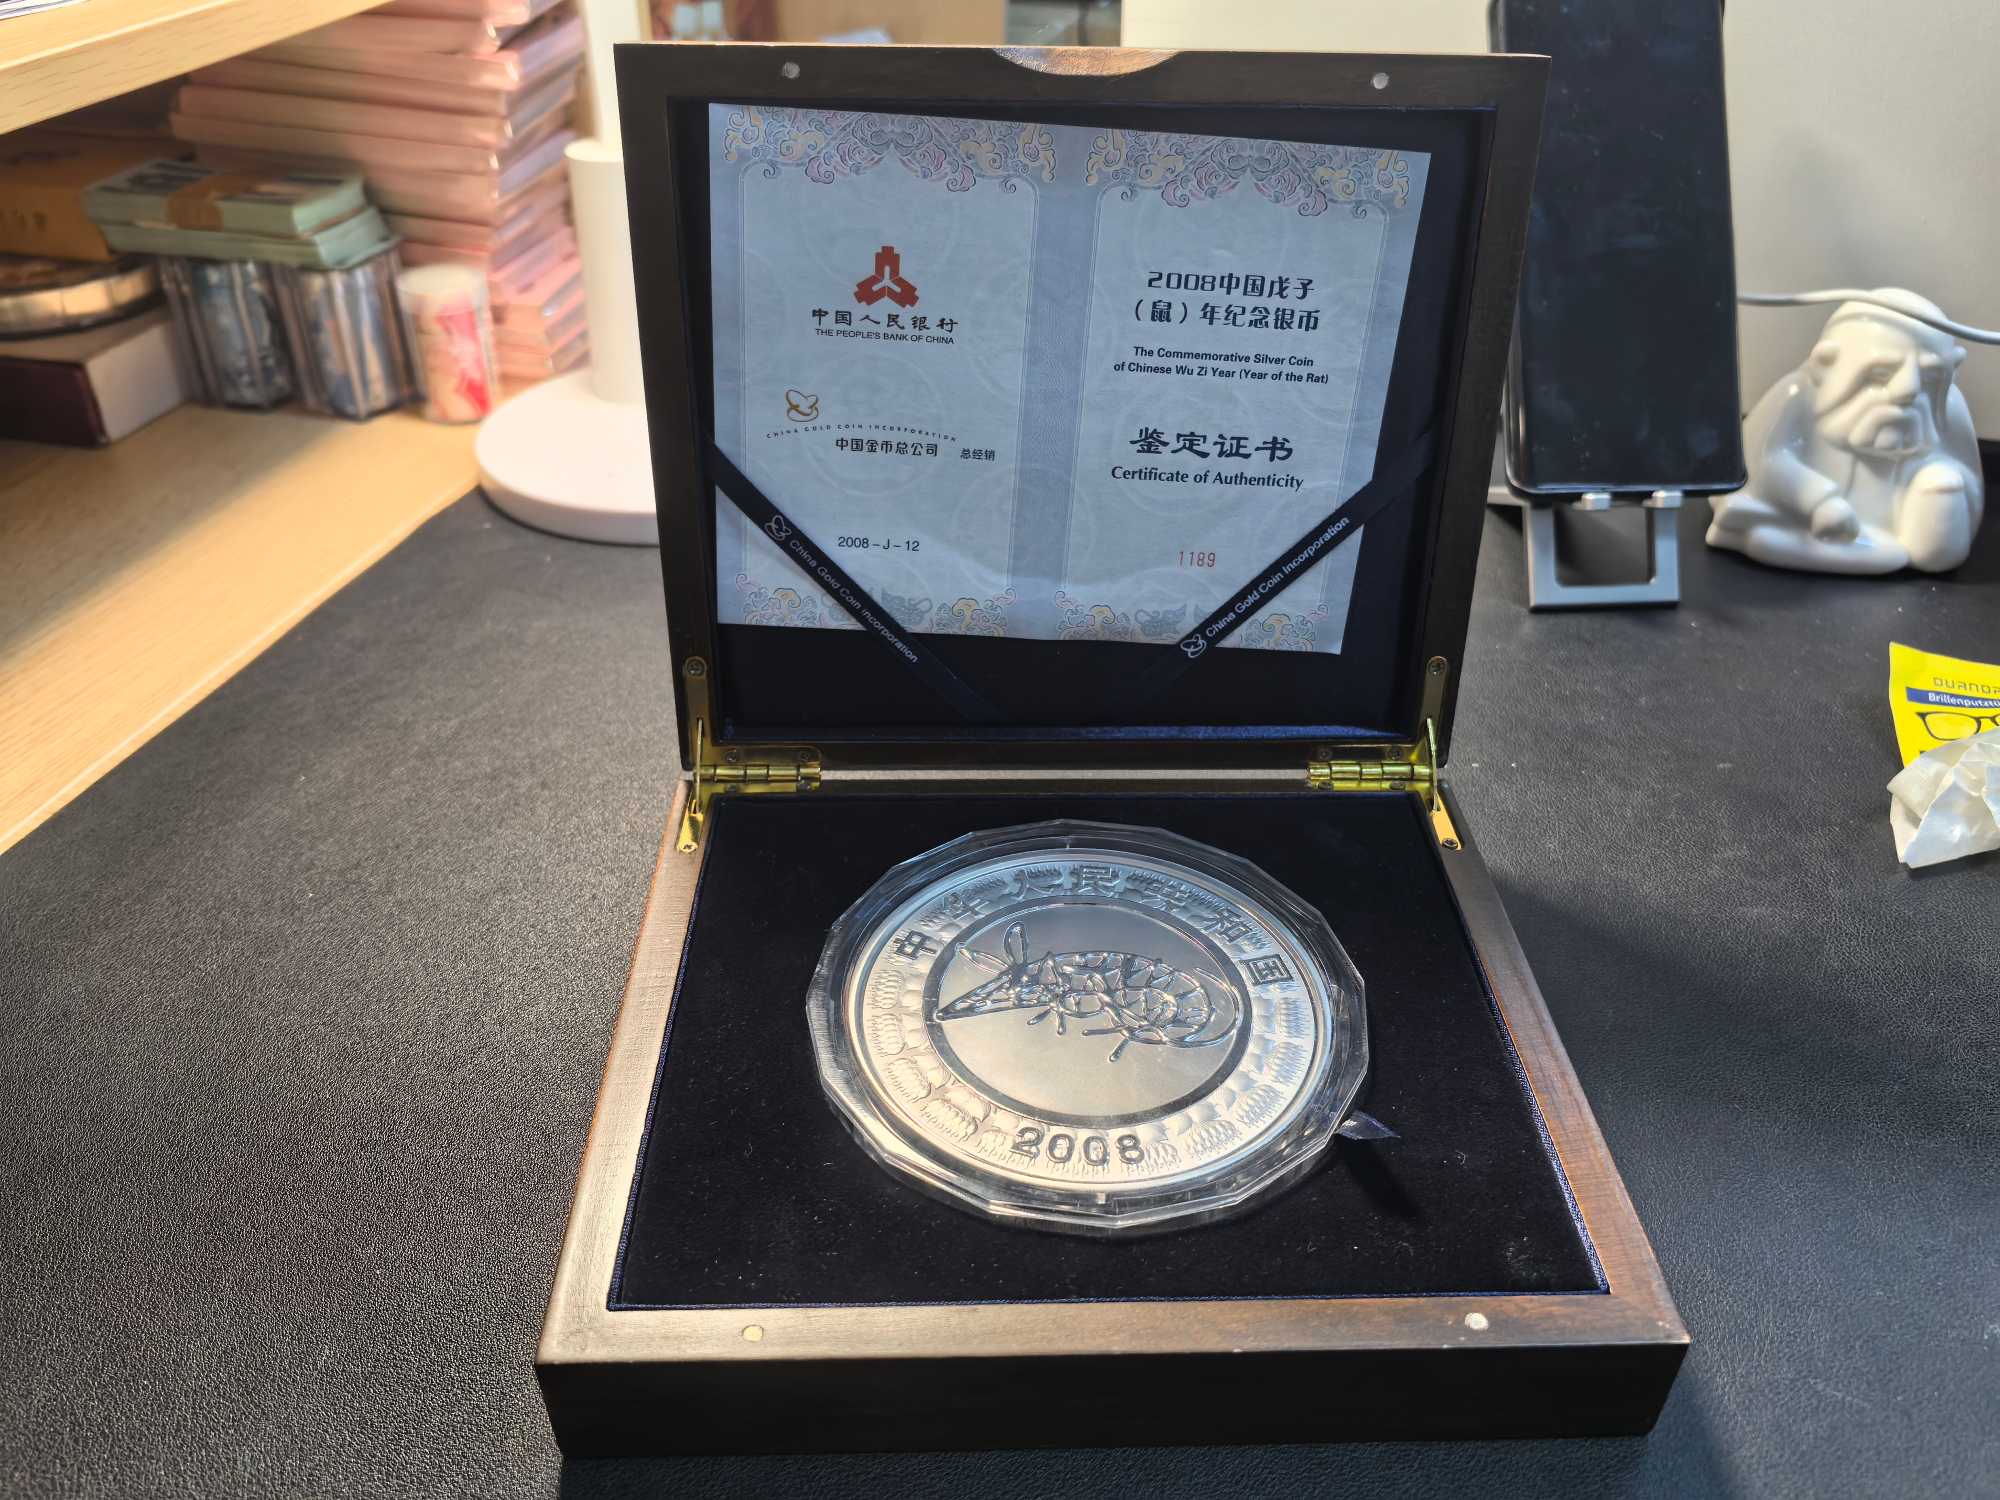 中国人民银行
THE PEOPLE'S BANK OF CHINA
CHINA GOLD COIN INCORPORATION
中国金币总公司 总经销
2008-J-12
2008中国戊子
（鼠）年纪念银币
The Commemorative Silver Coin
of Chinese Wu Zi Year (Year of the Rat)
鉴定证书
Certificate of Authenticity
1189
China Gold Coin Incorporation
China Gold Coin Incorporation
中华人民共和国
2008
Brillenputztü